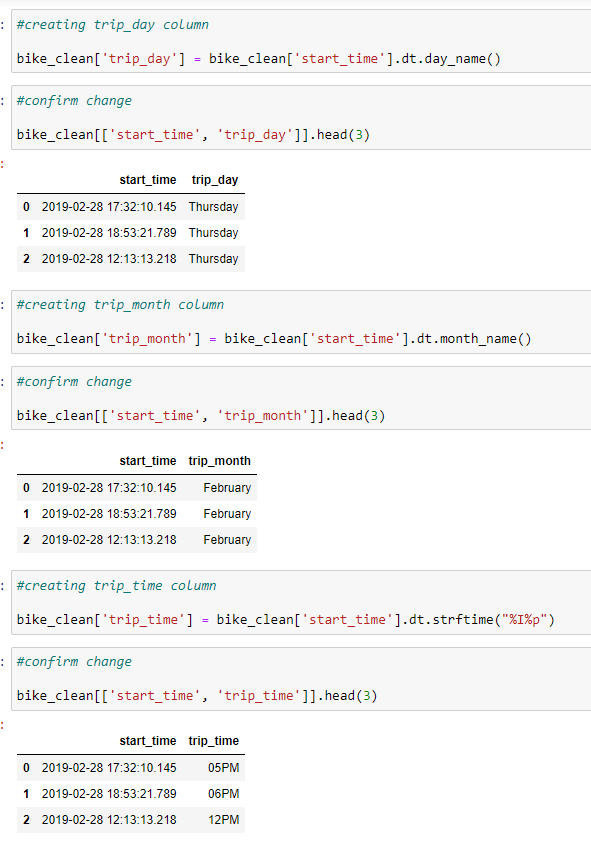 : #creating trip_day column
bike_clean['trip_day'] = bike_clean['start_time'].dt.day_name()
: #confirm change
bike_clean[['start_time', 'trip_day']].head(3)
:
start_time trip_day
0 2019-02-28 17:32:10.145 Thursday
1 2019-02-28 18:53:21.789 Thursday
2 2019-02-28 12:13:13.218 Thursday
: #creating trip_month column
bike_clean['trip_month'] = bike_clean['start_time'].dt.month_name()
: #confirm change
bike_clean[['start_time', 'trip_month']].head(3)
:
start_time trip_month
0 2019-02-28 17:32:10.145 February
1 2019-02-28 18:53:21.789 February
2 2019-02-28 12:13:13.218 February
: #creating trip_time column
bike_clean['trip_time'] = bike_clean['start_time'].dt.strftime("%I%p")
: #confirm change
bike_clean[['start_time', 'trip_time']].head(3)
:
start_time trip_time
0 2019-02-28 17:32:10.145 05PM
1 2019-02-28 18:53:21.789 06PM
2 2019-02-28 12:13:13.218 12PM